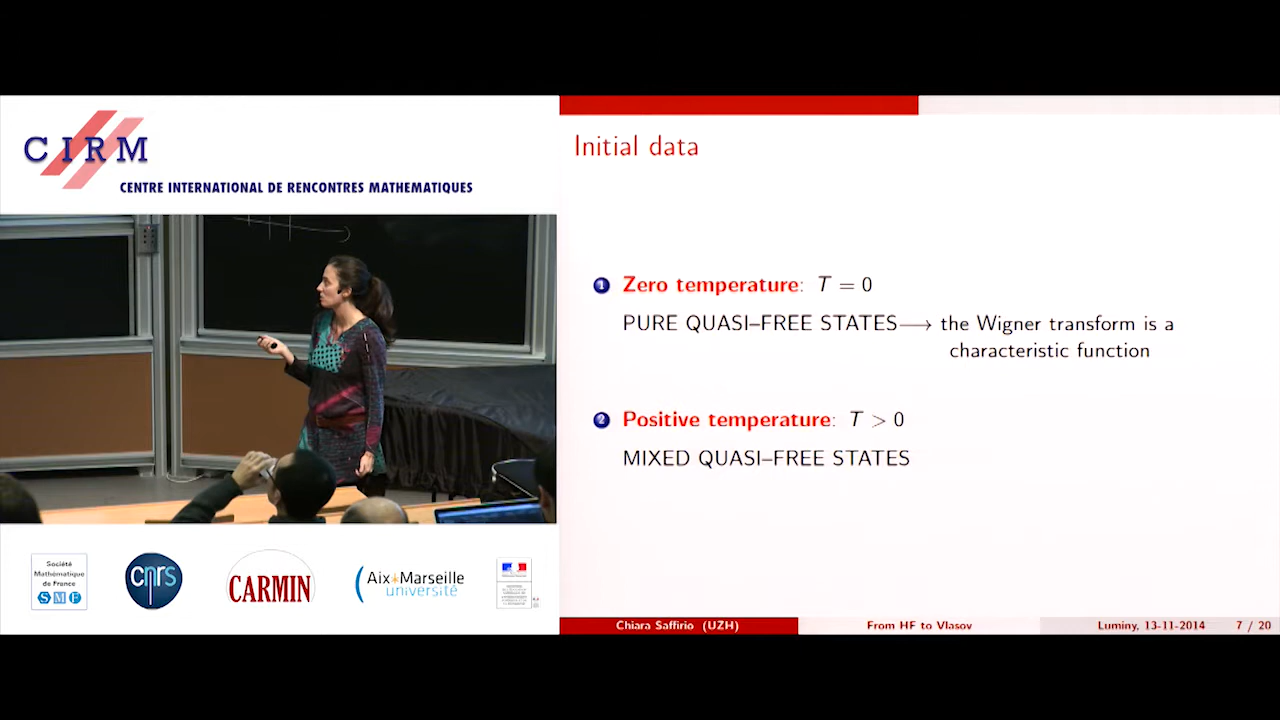 CIRM
CENTRE INTERNATIONAL DE RENCONTRES MATHEMATIQUES
Société
Mathématique
de France
SMF
cnrs
CARMIN
Aix*Marseille
université
Initial data
1 Zero temperature: T = 0
PURE QUASI–FREE STATES⟶ the Wigner transform is a
characteristic function
2 Positive temperature: T > 0
MIXED QUASI–FREE STATES
Chiara Saffirio (UZH) From HF to Vlasov Luminy, 13-11-2014 7 / 20